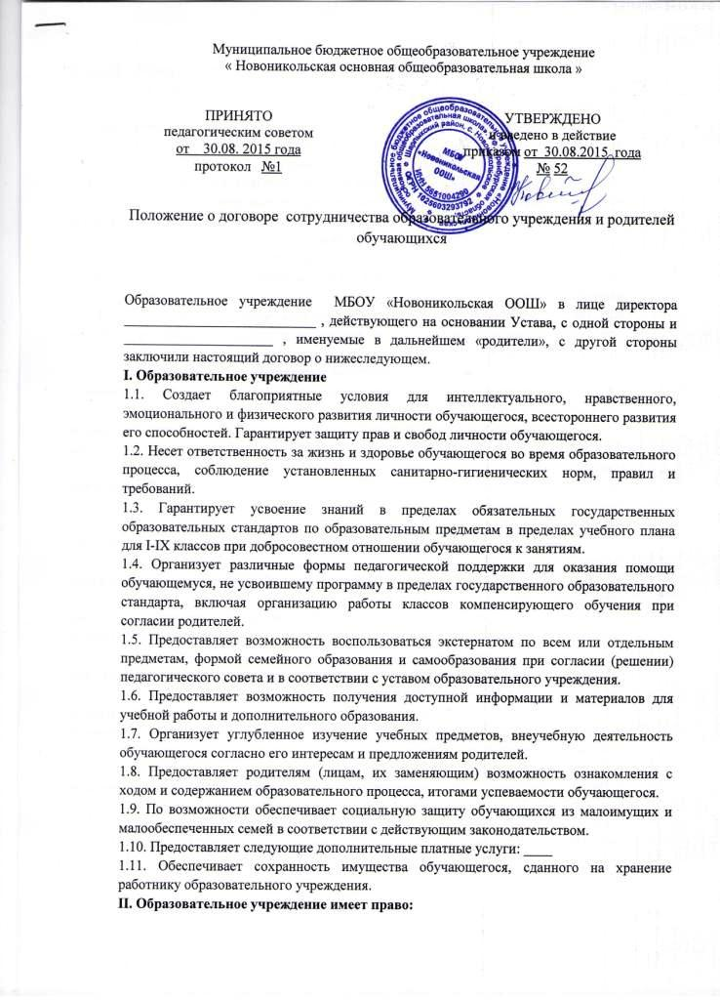 Муниципальное бюджетное общеобразовательное учреждение
« Новоникольская основная общеобразовательная школа »
ПРИНЯТО
педагогическим советом
от 30.08. 2015 года
протокол №1
УТВЕРЖДЕНО
и введено в действие
приказом от 30.08.2015 года
№ 52
МБОУ
«Новоникольская
ООШ»
ИНН 5651004290
ОГРН 1025603293792
Положение о договоре сотрудничества образовательного учреждения и родителей
обучающихся
Образовательное учреждение МБОУ «Новоникольская ООШ» в лице директора
__________________________ , действующего на основании Устава, с одной стороны и
____________________ , именуемые в дальнейшем «родители», с другой стороны
заключили настоящий договор о нижеследующем.
I. Образовательное учреждение
1.1. Создает благоприятные условия для интеллектуального, нравственного,
эмоционального и физического развития личности обучающегося, всестороннего развития
его способностей. Гарантирует защиту прав и свобод личности обучающегося.
1.2. Несет ответственность за жизнь и здоровье обучающегося во время образовательного
процесса, соблюдение установленных санитарно-гигиенических норм, правил и
требований.
1.3. Гарантирует усвоение знаний в пределах обязательных государственных
образовательных стандартов по образовательным предметам в пределах учебного плана
для I-IX классов при добросовестном отношении обучающегося к занятиям.
1.4. Организует различные формы педагогической поддержки для оказания помощи
обучающемуся, не усвоившему программу в пределах государственного образовательного
стандарта, включая организацию работы классов компенсирующего обучения при
согласии родителей.
1.5. Предоставляет возможность воспользоваться экстернатом по всем или отдельным
предметам, формой семейного образования и самообразования при согласии (решении)
педагогического совета и в соответствии с уставом образовательного учреждения.
1.6. Предоставляет возможность получения доступной информации и материалов для
учебной работы и дополнительного образования.
1.7. Организует углубленное изучение учебных предметов, внеучебную деятельность
обучающегося согласно его интересам и предложениям родителей.
1.8. Предоставляет родителям (лицам, их заменяющим) возможность ознакомления с
ходом и содержанием образовательного процесса, итогами успеваемости обучающегося.
1.9. По возможности обеспечивает социальную защиту обучающихся из малоимущих и
малообеспеченных семей в соответствии с действующим законодательством.
1.10. Предоставляет следующие дополнительные платные услуги: ____
1.11. Обеспечивает сохранность имущества обучающегося, сданного на хранение
работнику образовательного учреждения.
II. Образовательное учреждение имеет право: